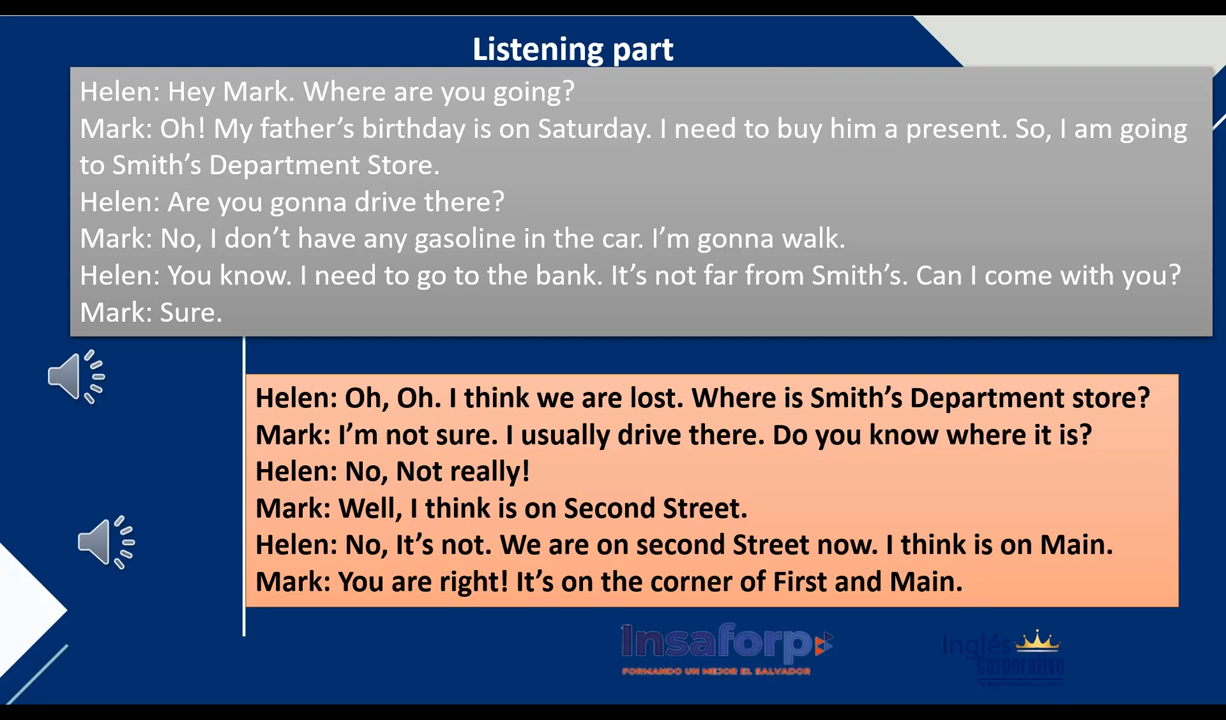 Listening part
Helen: Hey Mark. Where are you going?
Mark: Oh! My father’s birthday is on Saturday. I need to buy him a present. So, I am going
to Smith’s Department Store.
Helen: Are you gonna drive there?
Mark: No, I don’t have any gasoline in the car. I’m gonna walk.
Helen: You know. I need to go to the bank. It’s not far from Smith’s. Can I come with you?
Mark: Sure.
Helen: Oh, Oh. I think we are lost. Where is Smith’s Department store?
Mark: I’m not sure. I usually drive there. Do you know where it is?
Helen: No, Not really!
Mark: Well, I think is on Second Street.
Helen: No, It’s not. We are on second Street now. I think is on Main.
Mark: You are right! It’s on the corner of First and Main.
Insaforp
FORMANDO UN MEJOR EL SALVADOR
Inglés
Corporativo